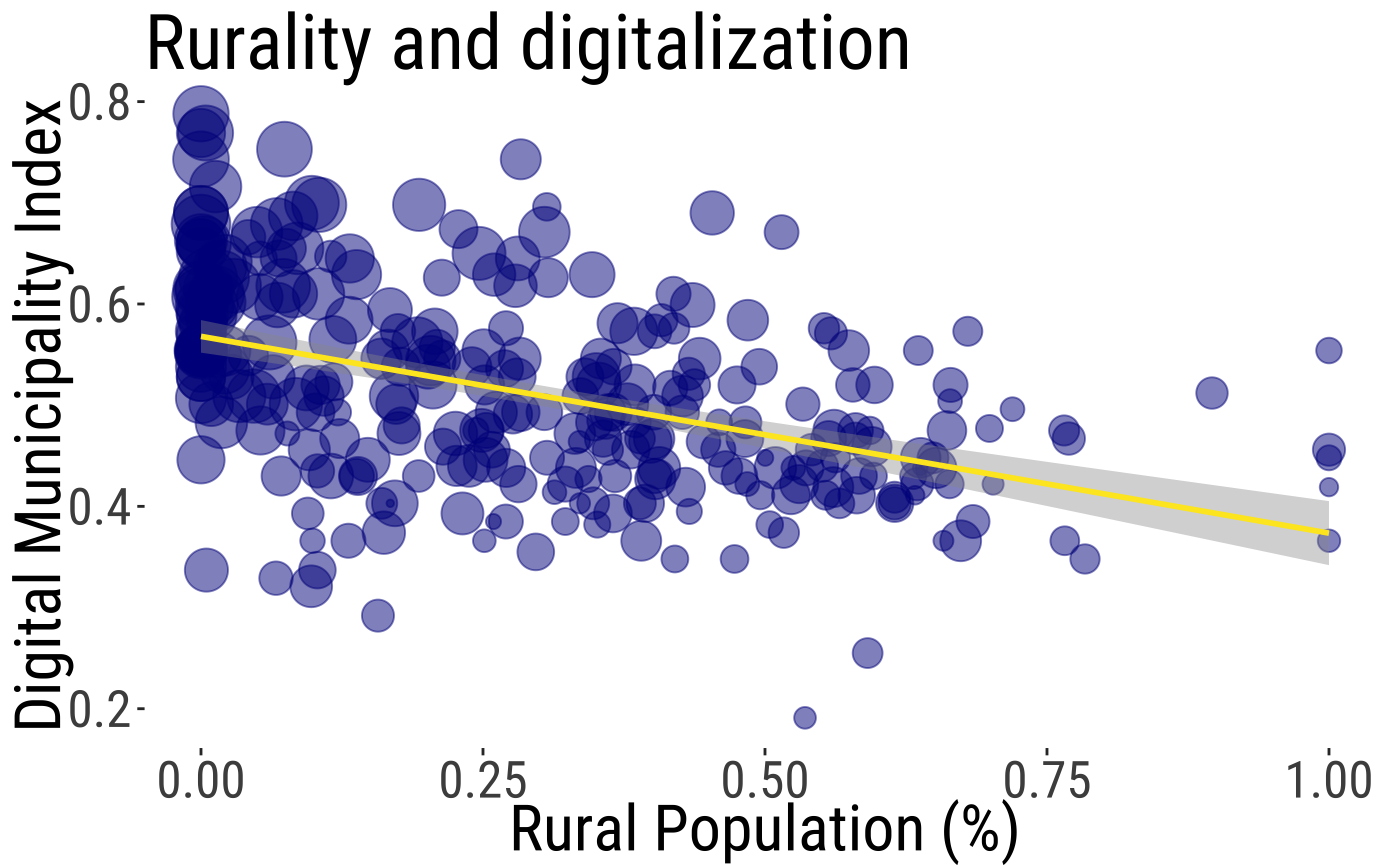 Rurality and digitalization
Digital Municipality Index
0.8
0.6
0.4
0.2
0.00 0.25 0.50 0.75 1.00
Rural Population (%)